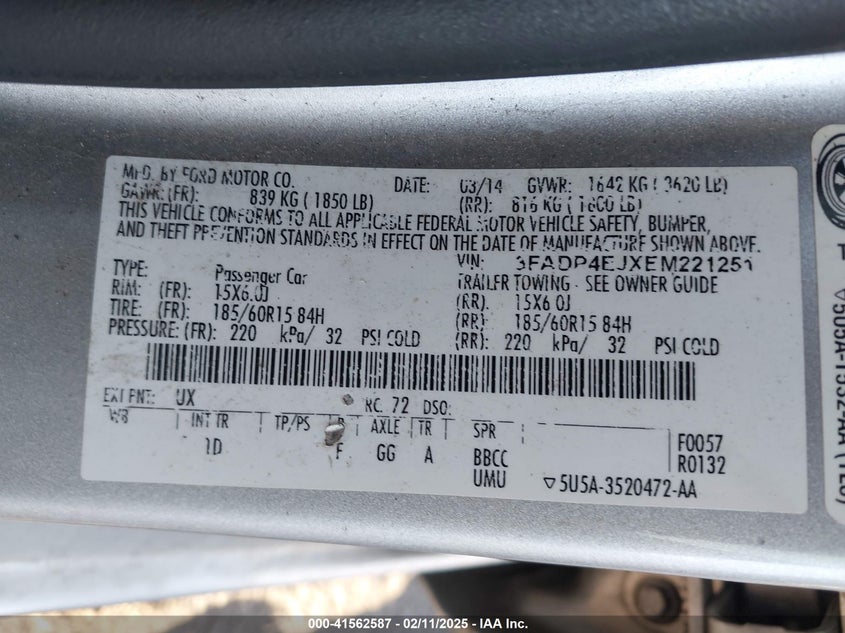 MFD. BY FORD MOTOR CO. DATE: 03/14 GVWR: 1642 KG ( 3620 LB)
GAWR: (FR): 839 KG ( 1850 LB) (RR): 816 KG ( 1800 LB)
THIS VEHICLE CONFORMS TO ALL APPLICABLE FEDERAL MOTOR VEHICLE SAFETY, BUMPER,
AND THEFT PREVENTION STANDARDS IN EFFECT ON THE DATE OF MANUFACTURE SHOWN ABOVE.
VIN: 3FADP4EJXEM221251
TYPE: Passenger Car TRAILER TOWING - SEE OWNER GUIDE
RIM: (FR): 15X6.0J (RR): 15X6.0J
TIRE: (FR): 185/60R15 84H (RR): 185/60R15 84H
PRESSURE: (FR): 220 kPa/ 32 PSI COLD (RR): 220 kPa/ 32 PSI COLD
EXT PNT: UX RC: 72 DSO:
WB INT TR TP/PS R AXLE TR SPR F0057
F GG A BBCC R0132
UMU ▽5U5A-3520472-AA
000-41562587 - 02/11/2025 - IAA Inc.